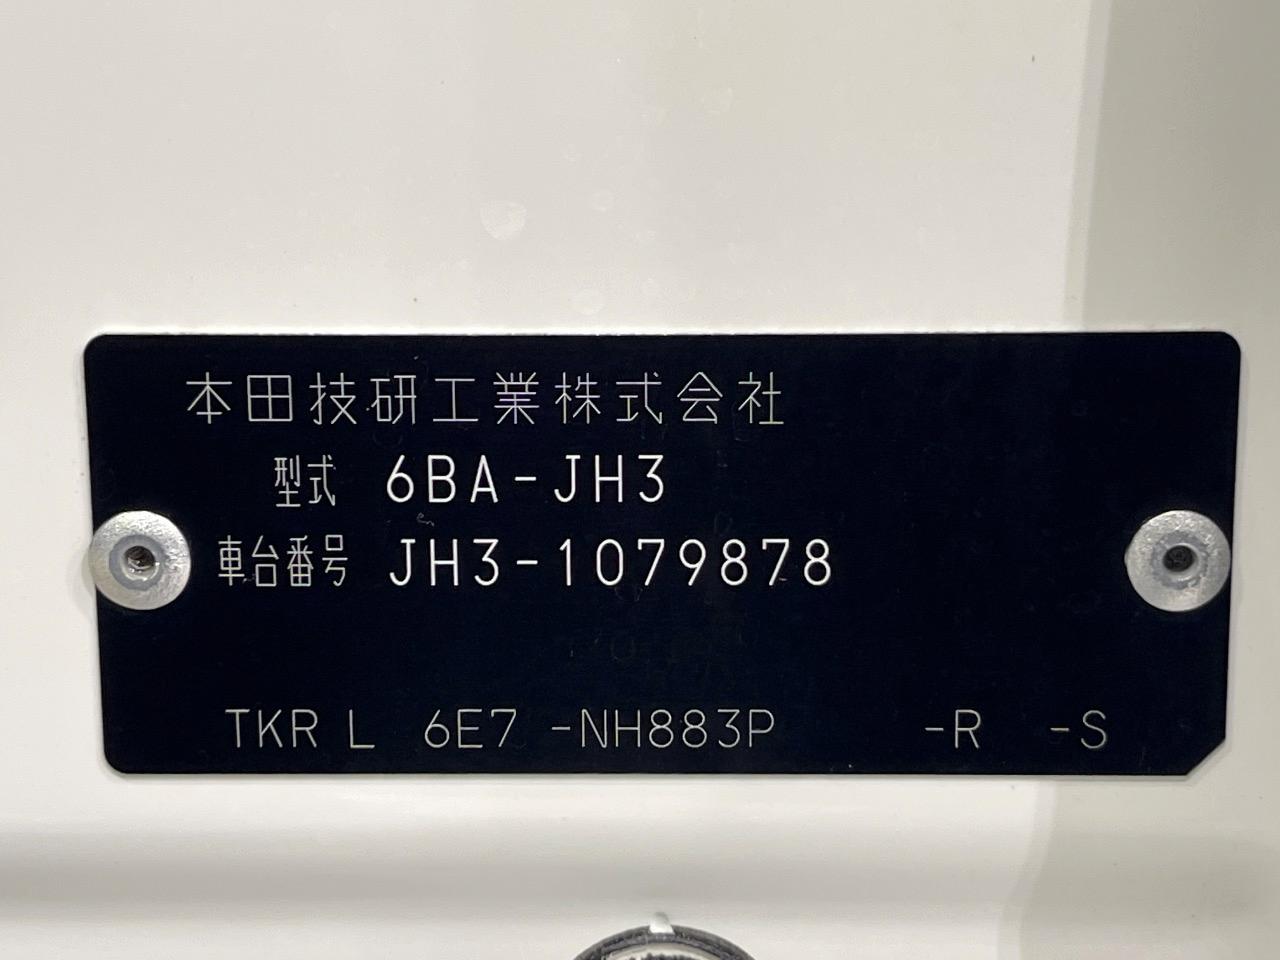 本田技研工業株式会社
型式 6BA-JH3
車台番号 JH3-1079878
TKR L 6E7 -NH883P -R -S